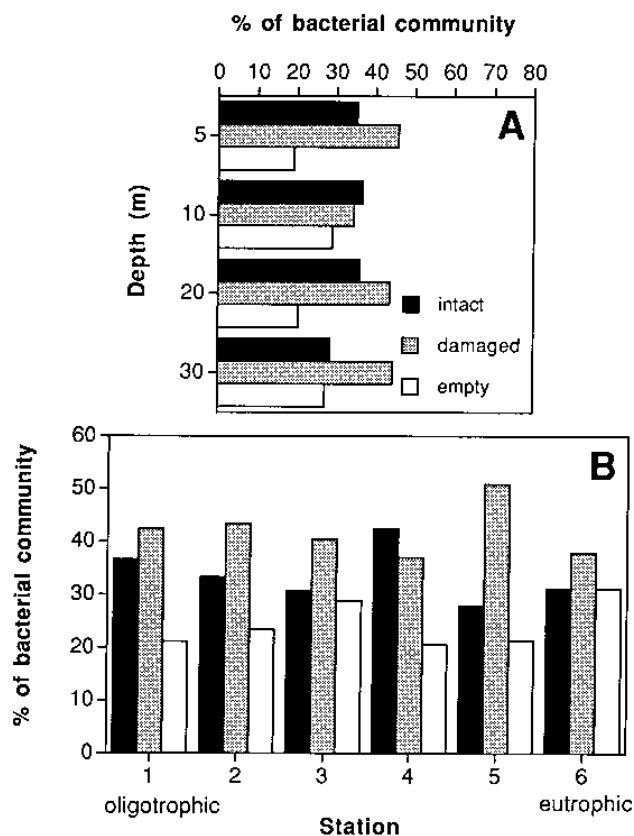 % of bacterial community
0 10 20 30 40 50 60 70 80
A
5
10
20
30
Depth (m)
intact
damaged
empty
B
60
50
40
30
20
10
0
% of bacterial community
1 2 3 4 5 6
oligotrophic eutrophic
Station